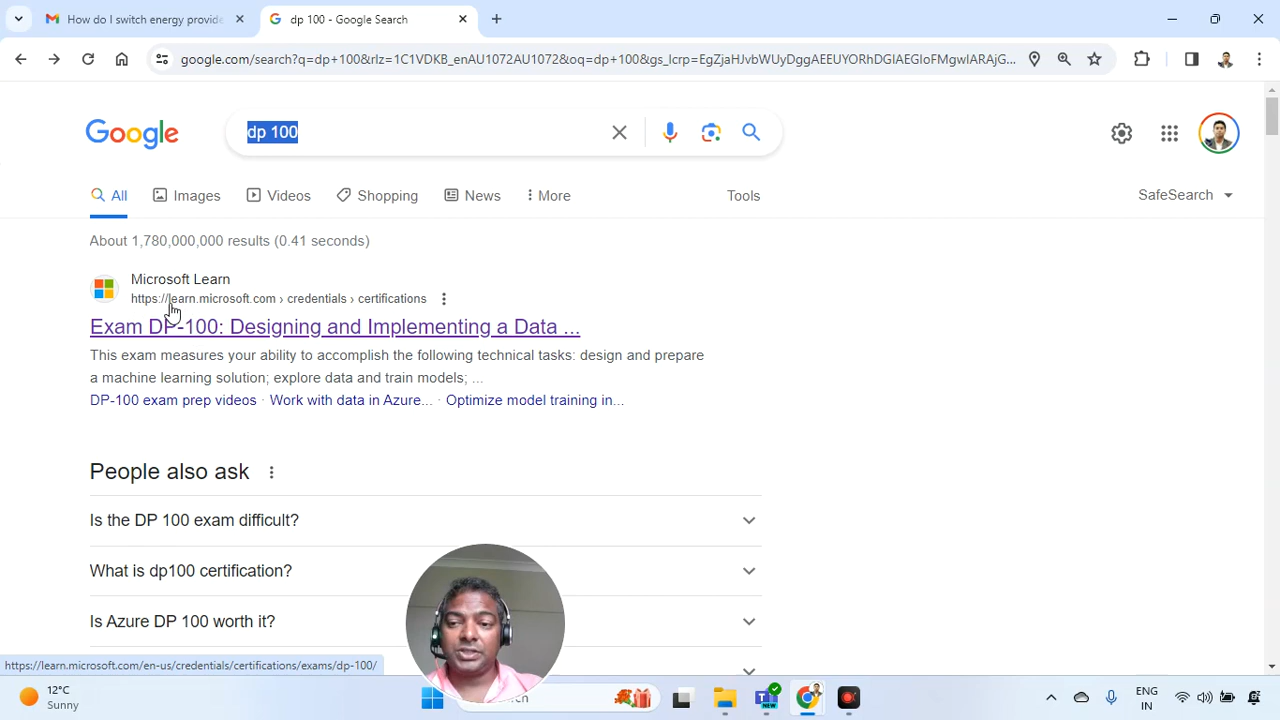 How do I switch energy provide
dp 100 - Google Search
google.com/search?q=dp+100&rlz=1C1VDKB_enAU1072AU1072&oq=dp+100&gs_lcrp=EgZjaHJvbWUyDggAEEUYORhDGIAEGIoFMgwIARAjG...
Google
dp 100
All
Images
Videos
Shopping
News
More
Tools
SafeSearch
About 1,780,000,000 results (0.41 seconds)
Microsoft Learn
https://learn.microsoft.com › credentials › certifications
Exam DP-100: Designing and Implementing a Data ...
This exam measures your ability to accomplish the following technical tasks: design and prepare
a machine learning solution; explore data and train models; ...
DP-100 exam prep videos · Work with data in Azure... · Optimize model training in...
People also ask
Is the DP 100 exam difficult?
What is dp100 certification?
Is Azure DP 100 worth it?
https://learn.microsoft.com/en-us/credentials/certifications/exams/dp-100/
12°C
Sunny
NEW
ENG
IN